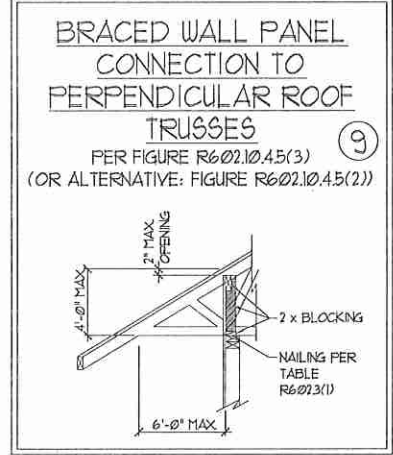 BRACED WALL PANEL
CONNECTION TO
PERPENDICULAR ROOF
TRUSSES
9
PER FIGURE R602.10.4.5(3)
(OR ALTERNATIVE: FIGURE R602.10.4.5(2))
2" MAX.
OPENING
4'-0" MAX.
2 x BLOCKING
NAILING PER
TABLE
R602.3(1)
6'-0" MAX.